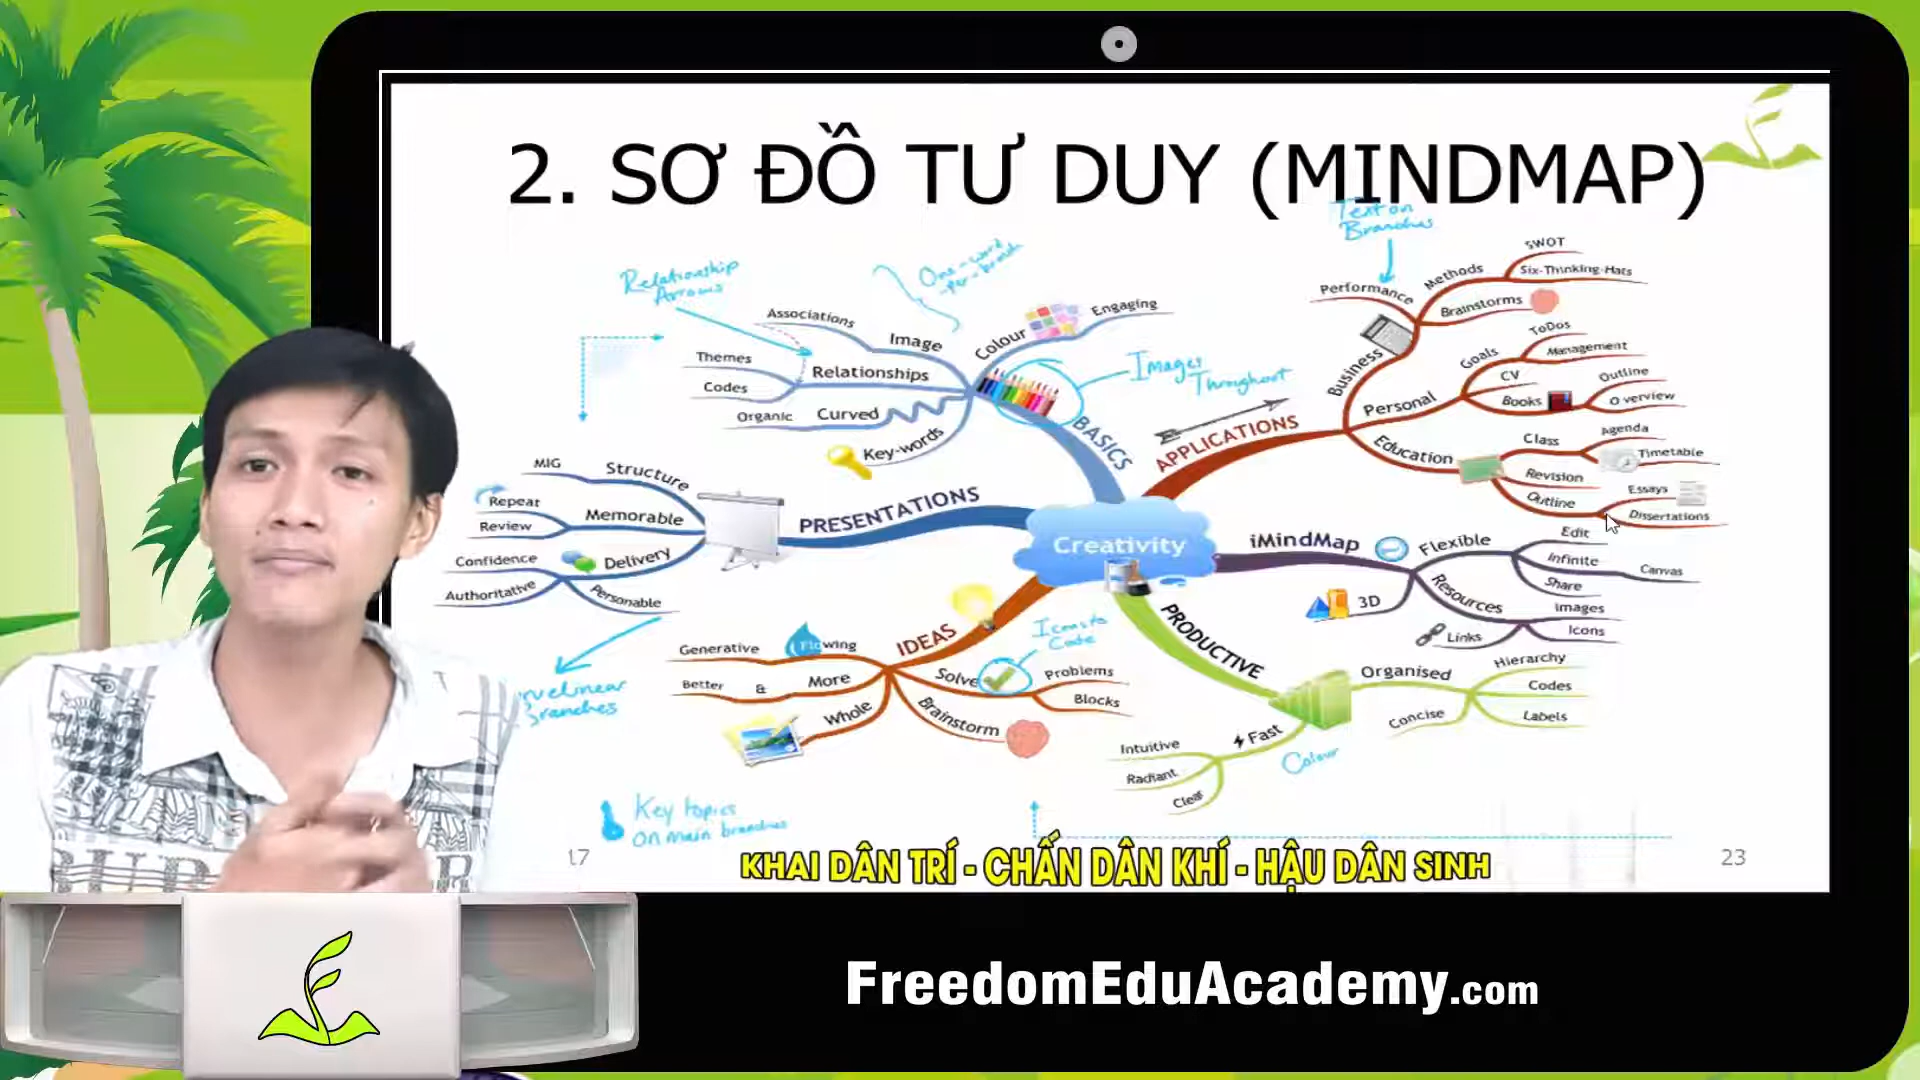 2. SƠ ĐỒ TƯ DUY (MINDMAP)
Text on
Branches
Relationship
Arrows
One-word
-per-branch
Images
Throughout
Creativity
BASICS
Colour
Engaging
Image
Associations
Relationships
Themes
Codes
Curved
Organic
Key-words
APPLICATIONS
Business
Performance
Methods
SWOT
Six-Thinking-Hats
Brainstorms
Personal
Goals
ToDos
Management
CV
Books
Outline
Overview
Education
Class
Agenda
Timetable
Revision
Outline
Essays
Dissertations
PRESENTATIONS
Structure
MIG
Memorable
Repeat
Review
Delivery
Confidence
Authoritative
Personable
iMindMap
Flexible
Edit
Infinite
Canvas
Share
Resources
Images
Icons
Links
3D
IDEAS
Flowing
Generative
More
&
Better
Whole
Solve
Problems
Blocks
Brainstorm
Icons to
Code
PRODUCTIVE
Organised
Hierarchy
Codes
Labels
Concise
Fast
Intuitive
Radiant
Clear
Colour
Branches
Key topics
on main branches
17
23
KHAI DÂN TRÍ - CHẤN DÂN KHÍ - HẬU DÂN SINH
FreedomEduAcademy.com